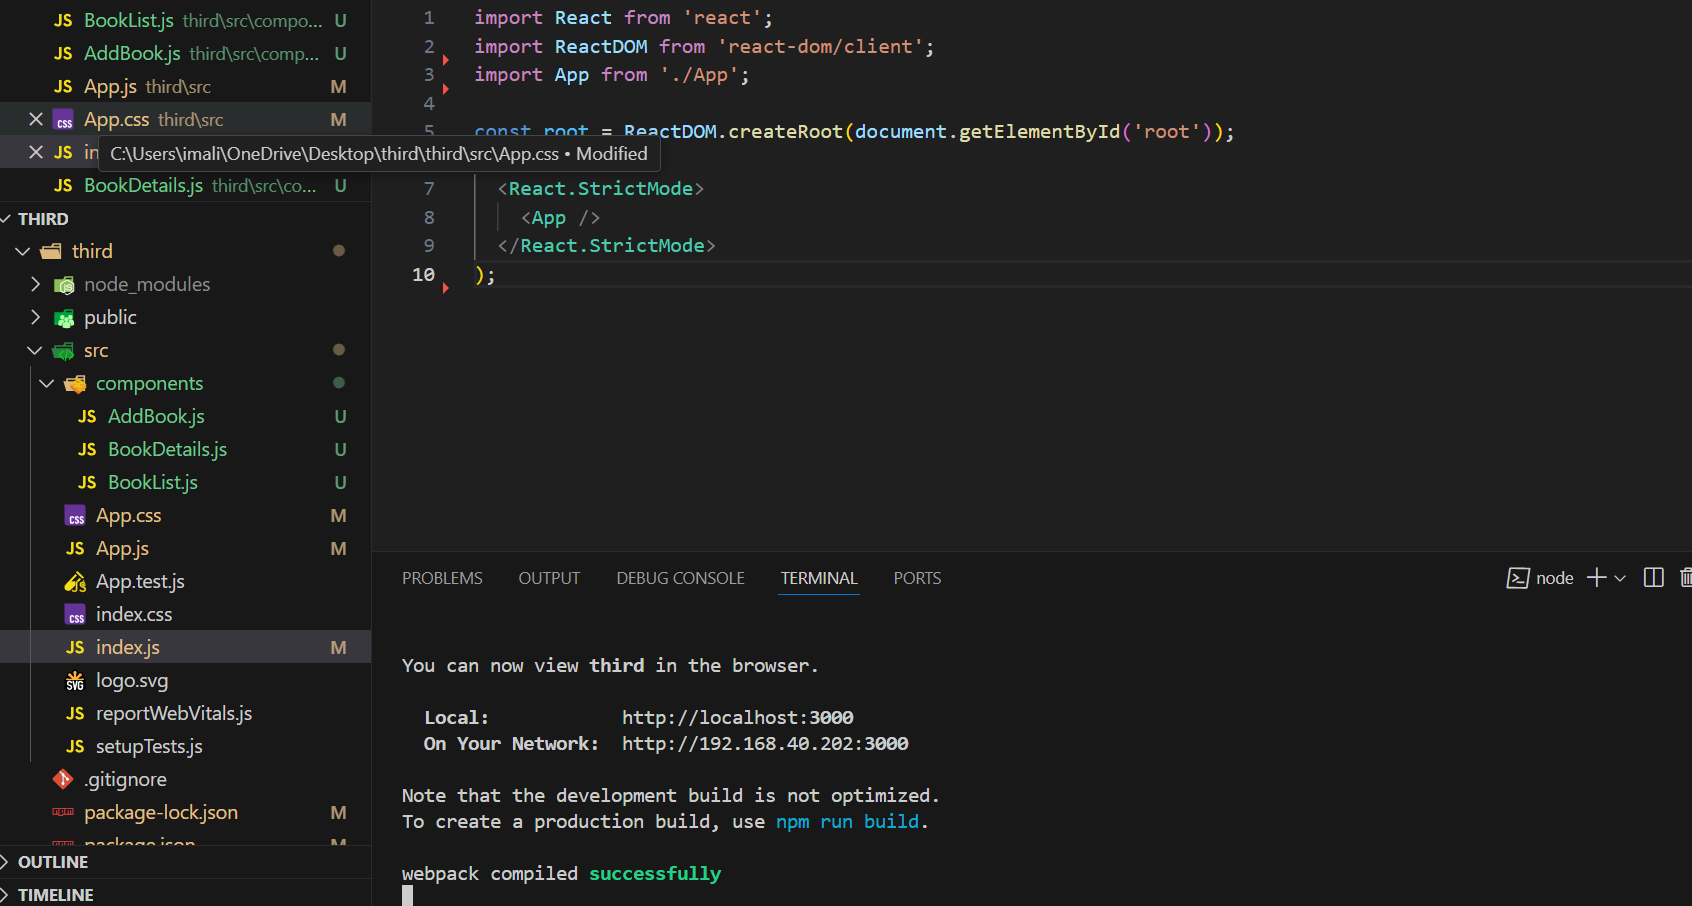 JS BookList.js third\src\compo... U
JS AddBook.js third\src\comp... U
JS App.js third\src M
css App.css third\src M
JS in
C:\Users\imali\OneDrive\Desktop\third\third\src\App.css • Modified
JS BookDetails.js third\src\co... U
THIRD
third
node_modules
public
src
components
JS AddBook.js U
JS BookDetails.js U
JS BookList.js U
css App.css M
JS App.js M
App.test.js
css index.css
JS index.js M
SVG logo.svg
JS reportWebVitals.js
JS setupTests.js
.gitignore
package-lock.json M
package.json M
OUTLINE
TIMELINE
1 import React from 'react';
2 import ReactDOM from 'react-dom/client';
3 import App from './App';
4
5 const root = ReactDOM.createRoot(document.getElementById('root'));
7 <React.StrictMode>
8 <App />
9 </React.StrictMode>
10 );
PROBLEMS OUTPUT DEBUG CONSOLE TERMINAL PORTS
node
You can now view third in the browser.
Local: http://localhost:3000
On Your Network: http://192.168.40.202:3000
Note that the development build is not optimized.
To create a production build, use npm run build.
webpack compiled successfully